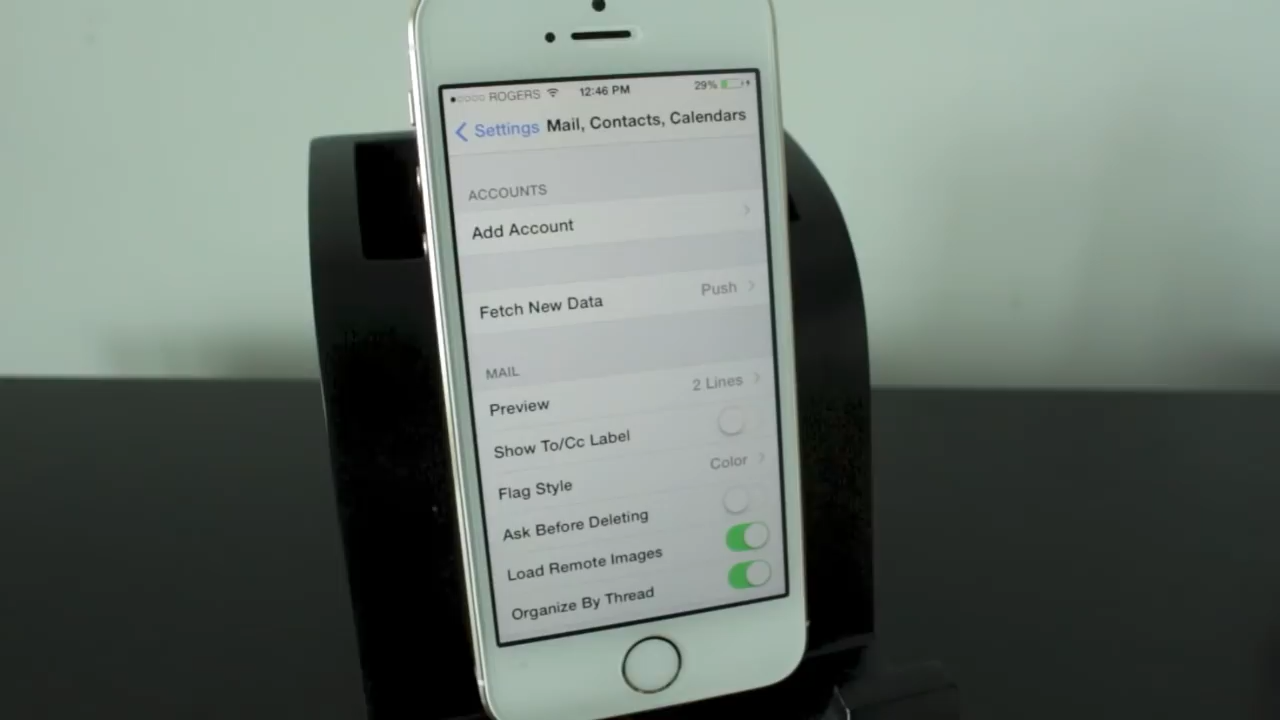 ROGERS 12:46 PM 29%
Settings Mail, Contacts, Calendars
ACCOUNTS
Add Account
Fetch New Data Push
MAIL
Preview 2 Lines
Show To/Cc Label
Flag Style Color
Ask Before Deleting
Load Remote Images
Organize By Thread